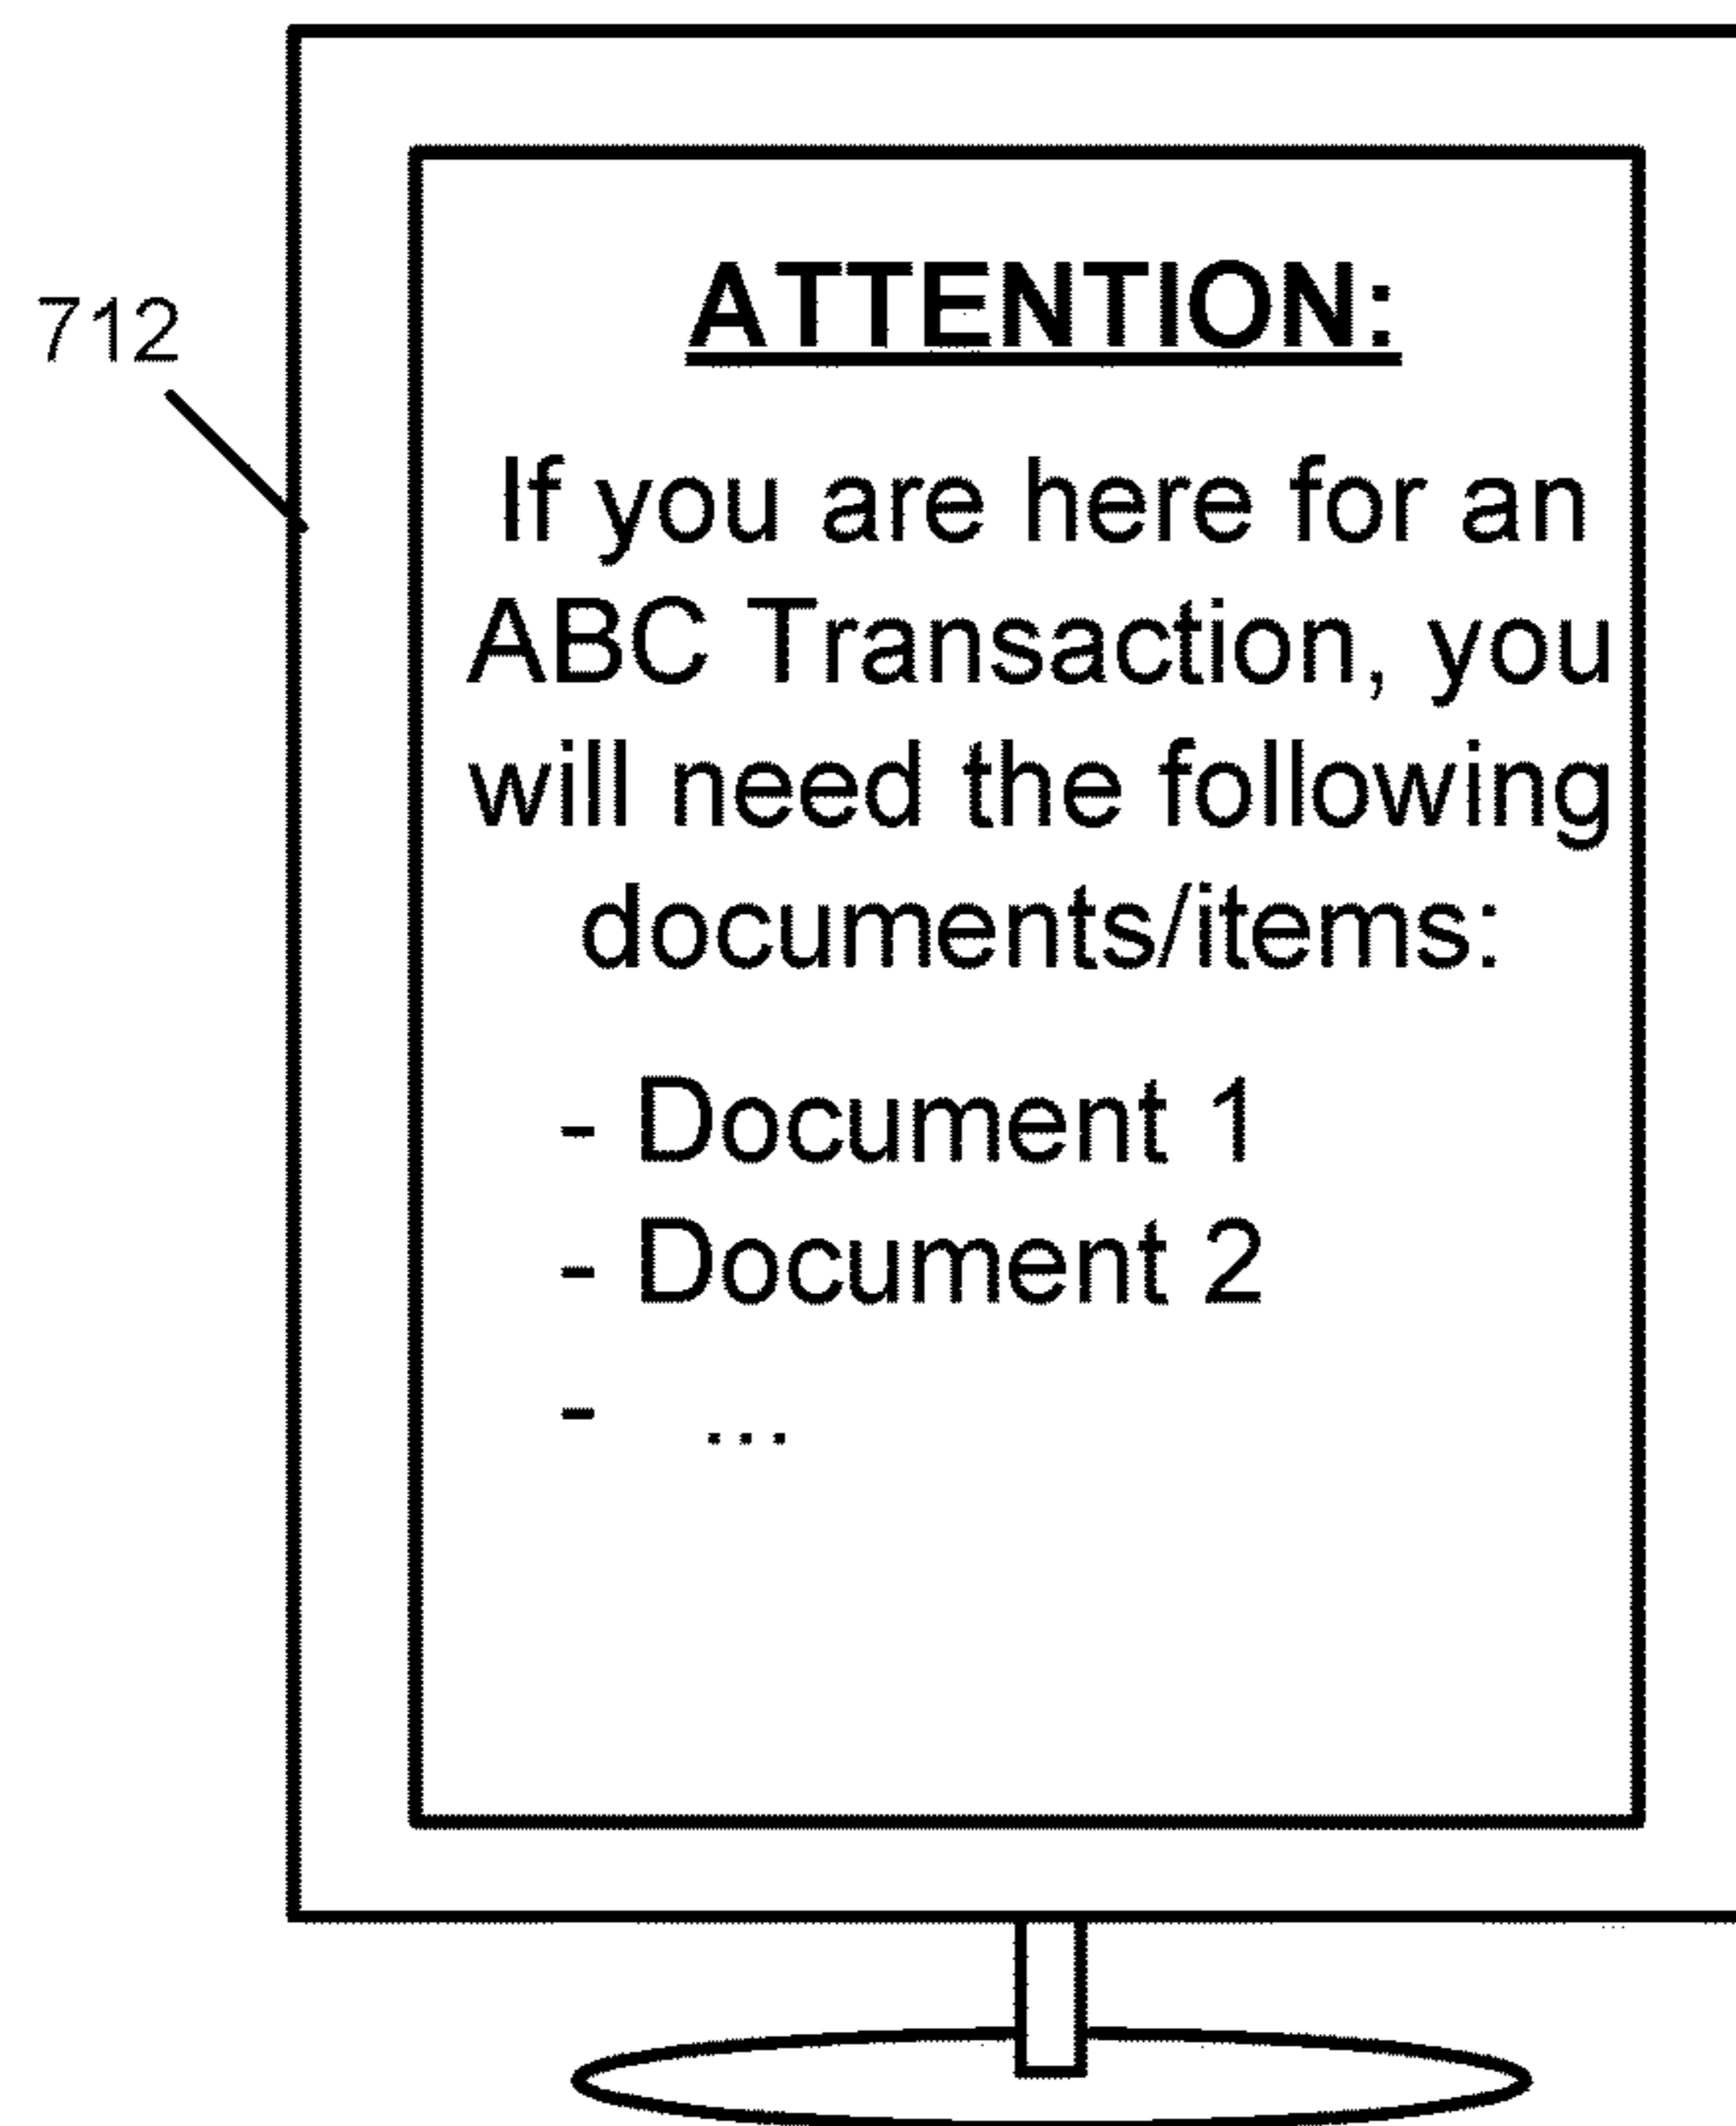 712
ATTENTION:
If you are here for an
ABC Transaction, you
will need the following
documents/items:
- Document 1
- Document 2
- ...